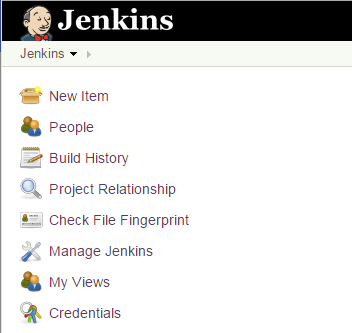 Jenkins
Jenkins
New Item
People
Build History
Project Relationship
Check File Fingerprint
Manage Jenkins
My Views
Credentials